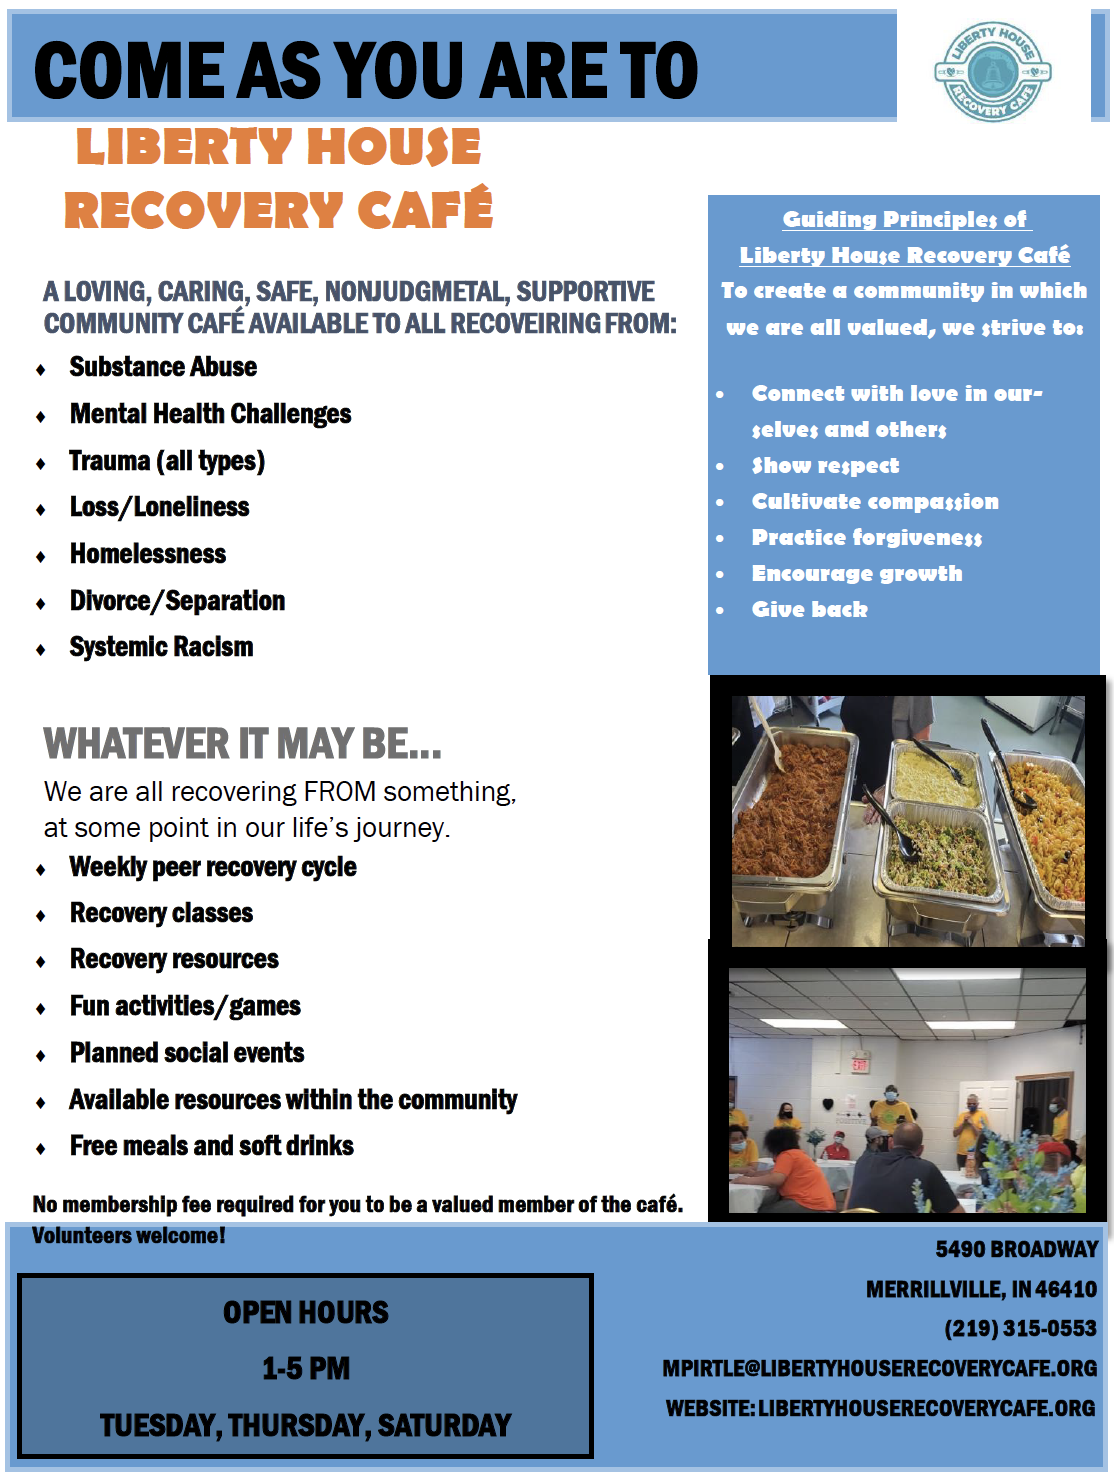 COME AS YOU ARE TO
LIBERTY HOUSE
RECOVERY CAFE
LIBERTY HOUSE
RECOVERY CAFÉ
A LOVING, CARING, SAFE, NONJUDGMETAL, SUPPORTIVE
COMMUNITY CAFÉ AVAILABLE TO ALL RECOVEIRING FROM:
♦ Substance Abuse
♦ Mental Health Challenges
♦ Trauma (all types)
♦ Loss/Loneliness
♦ Homelessness
♦ Divorce/Separation
♦ Systemic Racism
WHATEVER IT MAY BE...
We are all recovering FROM something,
at some point in our life’s journey.
♦ Weekly peer recovery cycle
♦ Recovery classes
♦ Recovery resources
♦ Fun activities/games
♦ Planned social events
♦ Available resources within the community
♦ Free meals and soft drinks
No membership fee required for you to be a valued member of the café.
Volunteers welcome!
Guiding Principles of
Liberty House Recovery Café
To create a community in which
we are all valued, we strive to:
• Connect with love in our-
selves and others
• Show respect
• Cultivate compassion
• Practice forgiveness
• Encourage growth
• Give back
EXIT
OPEN HOURS
1-5 PM
TUESDAY, THURSDAY, SATURDAY
5490 BROADWAY
MERRILLVILLE, IN 46410
(219) 315-0553
MPIRTLE@LIBERTYHOUSERECOVERYCAFE.ORG
WEBSITE: LIBERTYHOUSERECOVERYCAFE.ORG